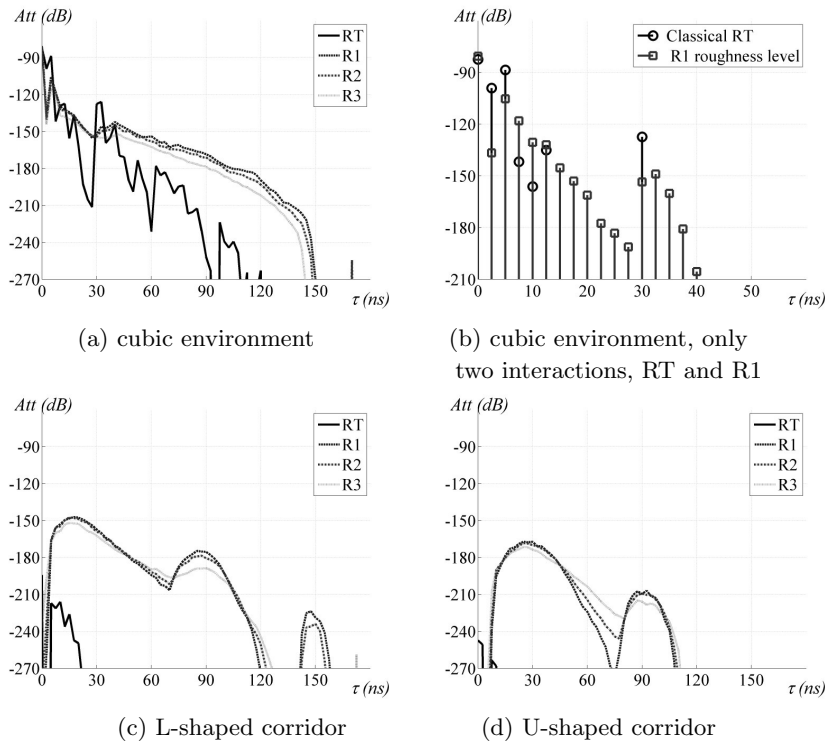 Att (dB)
RT
R1
R2
R3
-90
-120
-150
-180
-210
-240
-270
0
30
60
90
120
150
τ (ns)
(a) cubic environment
Att (dB)
Classical RT
R1 roughness level
-90
-120
-150
-180
-210
0
10
20
30
40
50
τ (ns)
(b) cubic environment, only
two interactions, RT and R1
Att (dB)
RT
R1
R2
R3
-90
-120
-150
-180
-210
-240
-270
0
30
60
90
120
150
τ (ns)
(c) L-shaped corridor
Att (dB)
RT
R1
R2
R3
-90
-120
-150
-180
-210
-240
-270
0
30
60
90
120
150
τ (ns)
(d) U-shaped corridor